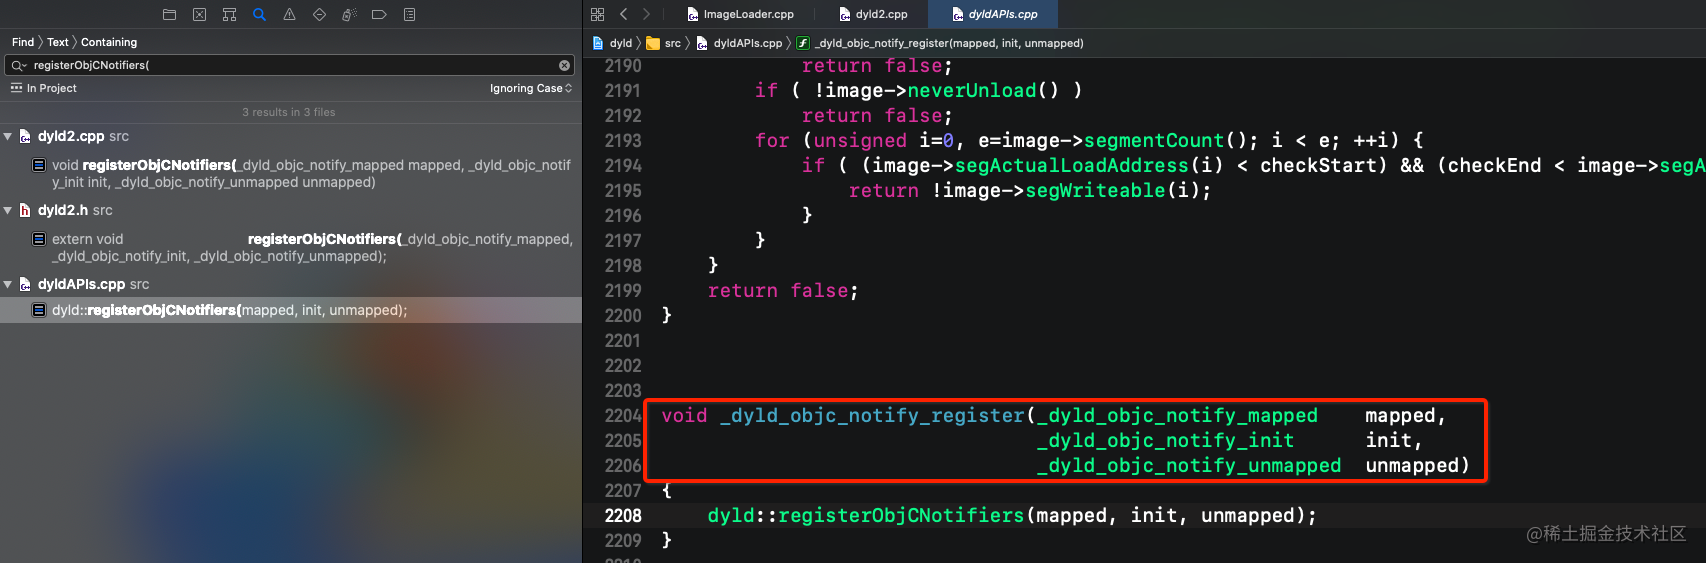 Find > Text > Containing
registerObjCNotifiers(
In Project
Ignoring Case
3 results in 3 files
dyld2.cpp src
void registerObjCNotifiers(_dyld_objc_notify_mapped mapped, _dyld_objc_notif
y_init init, _dyld_objc_notify_unmapped unmapped)
dyld2.h src
extern void registerObjCNotifiers(_dyld_objc_notify_mapped,
_dyld_objc_notify_init, _dyld_objc_notify_unmapped);
dyldAPIs.cpp src
dyld::registerObjCNotifiers(mapped, init, unmapped);
ImageLoader.cpp
dyld2.cpp
dyldAPIs.cpp
dyld > src > dyldAPIs.cpp > _dyld_objc_notify_register(mapped, init, unmapped)
2190 return false;
2191 if ( !image->neverUnload() )
2192 return false;
2193 for (unsigned i=0, e=image->segmentCount(); i < e; ++i) {
2194 if ( (image->segActualLoadAddress(i) < checkStart) && (checkEnd < image->segA
2195 return !image->segWriteable(i);
2196 }
2197 }
2198 }
2199 return false;
2200 }
2201
2202
2203
2204 void _dyld_objc_notify_register(_dyld_objc_notify_mapped mapped,
2205 _dyld_objc_notify_init init,
2206 _dyld_objc_notify_unmapped unmapped)
2207 {
2208 dyld::registerObjCNotifiers(mapped, init, unmapped);
2209 }
@稀土掘金技术社区